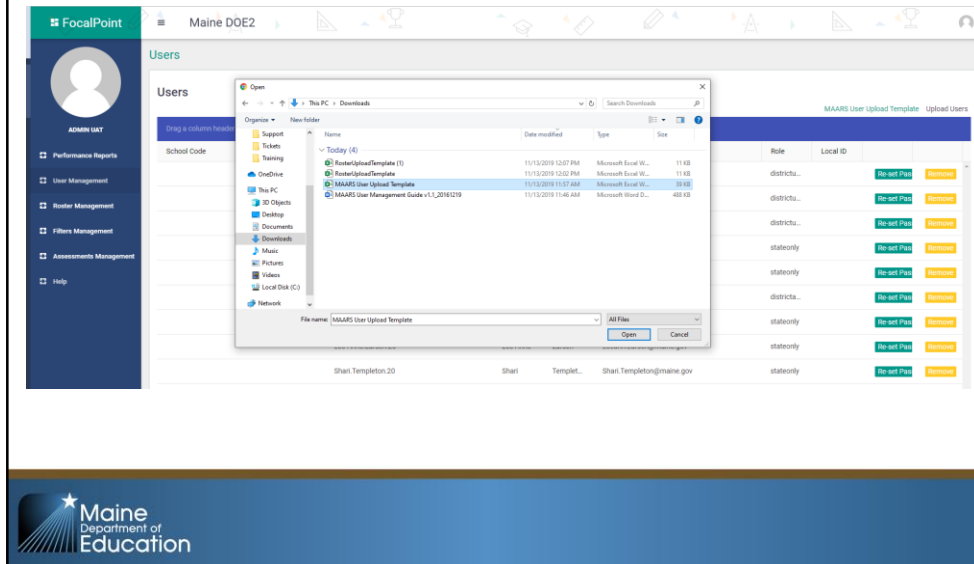 FocalPoint
Maine DOE2
Users
ADMIN UAT
Performance Reports
User Management
Roster Management
Filters Management
Assessments Management
Help
Users
MAARS User Upload Template Upload Users
Drag a column header
School Code Role Local ID
Open
This PC > Downloads
Search Downloads
Organize New folder
Support
Tickets
Training
OneDrive
This PC
3D Objects
Desktop
Documents
Downloads
Music
Pictures
Videos
Local Disk (C:)
Network
Name Date modified Type Size
Today (4)
RosterUploadTemplate (1) 11/13/2019 12:07 PM Microsoft Excel W... 11 KB
RosterUploadTemplate 11/13/2019 12:02 PM Microsoft Excel W... 11 KB
MAARS User Upload Template 11/13/2019 11:57 AM Microsoft Excel W... 39 KB
MAARS User Management Guide v1.1_20161219 11/13/2019 11:46 AM Microsoft Word D... 488 KB
File name: MAARS User Upload Template All Files
Open Cancel
districtu... Re-set Pas Remove
districtu... Re-set Pas Remove
districtu... Re-set Pas Remove
stateonly Re-set Pas Remove
stateonly Re-set Pas Remove
districta... Re-set Pas Remove
stateonly Re-set Pas Remove
stateonly Re-set Pas Remove
Shari.Templeton.20 Shari Templet... Shari.Templeton@maine.gov stateonly Re-set Pas Remove
Maine
Department of
Education